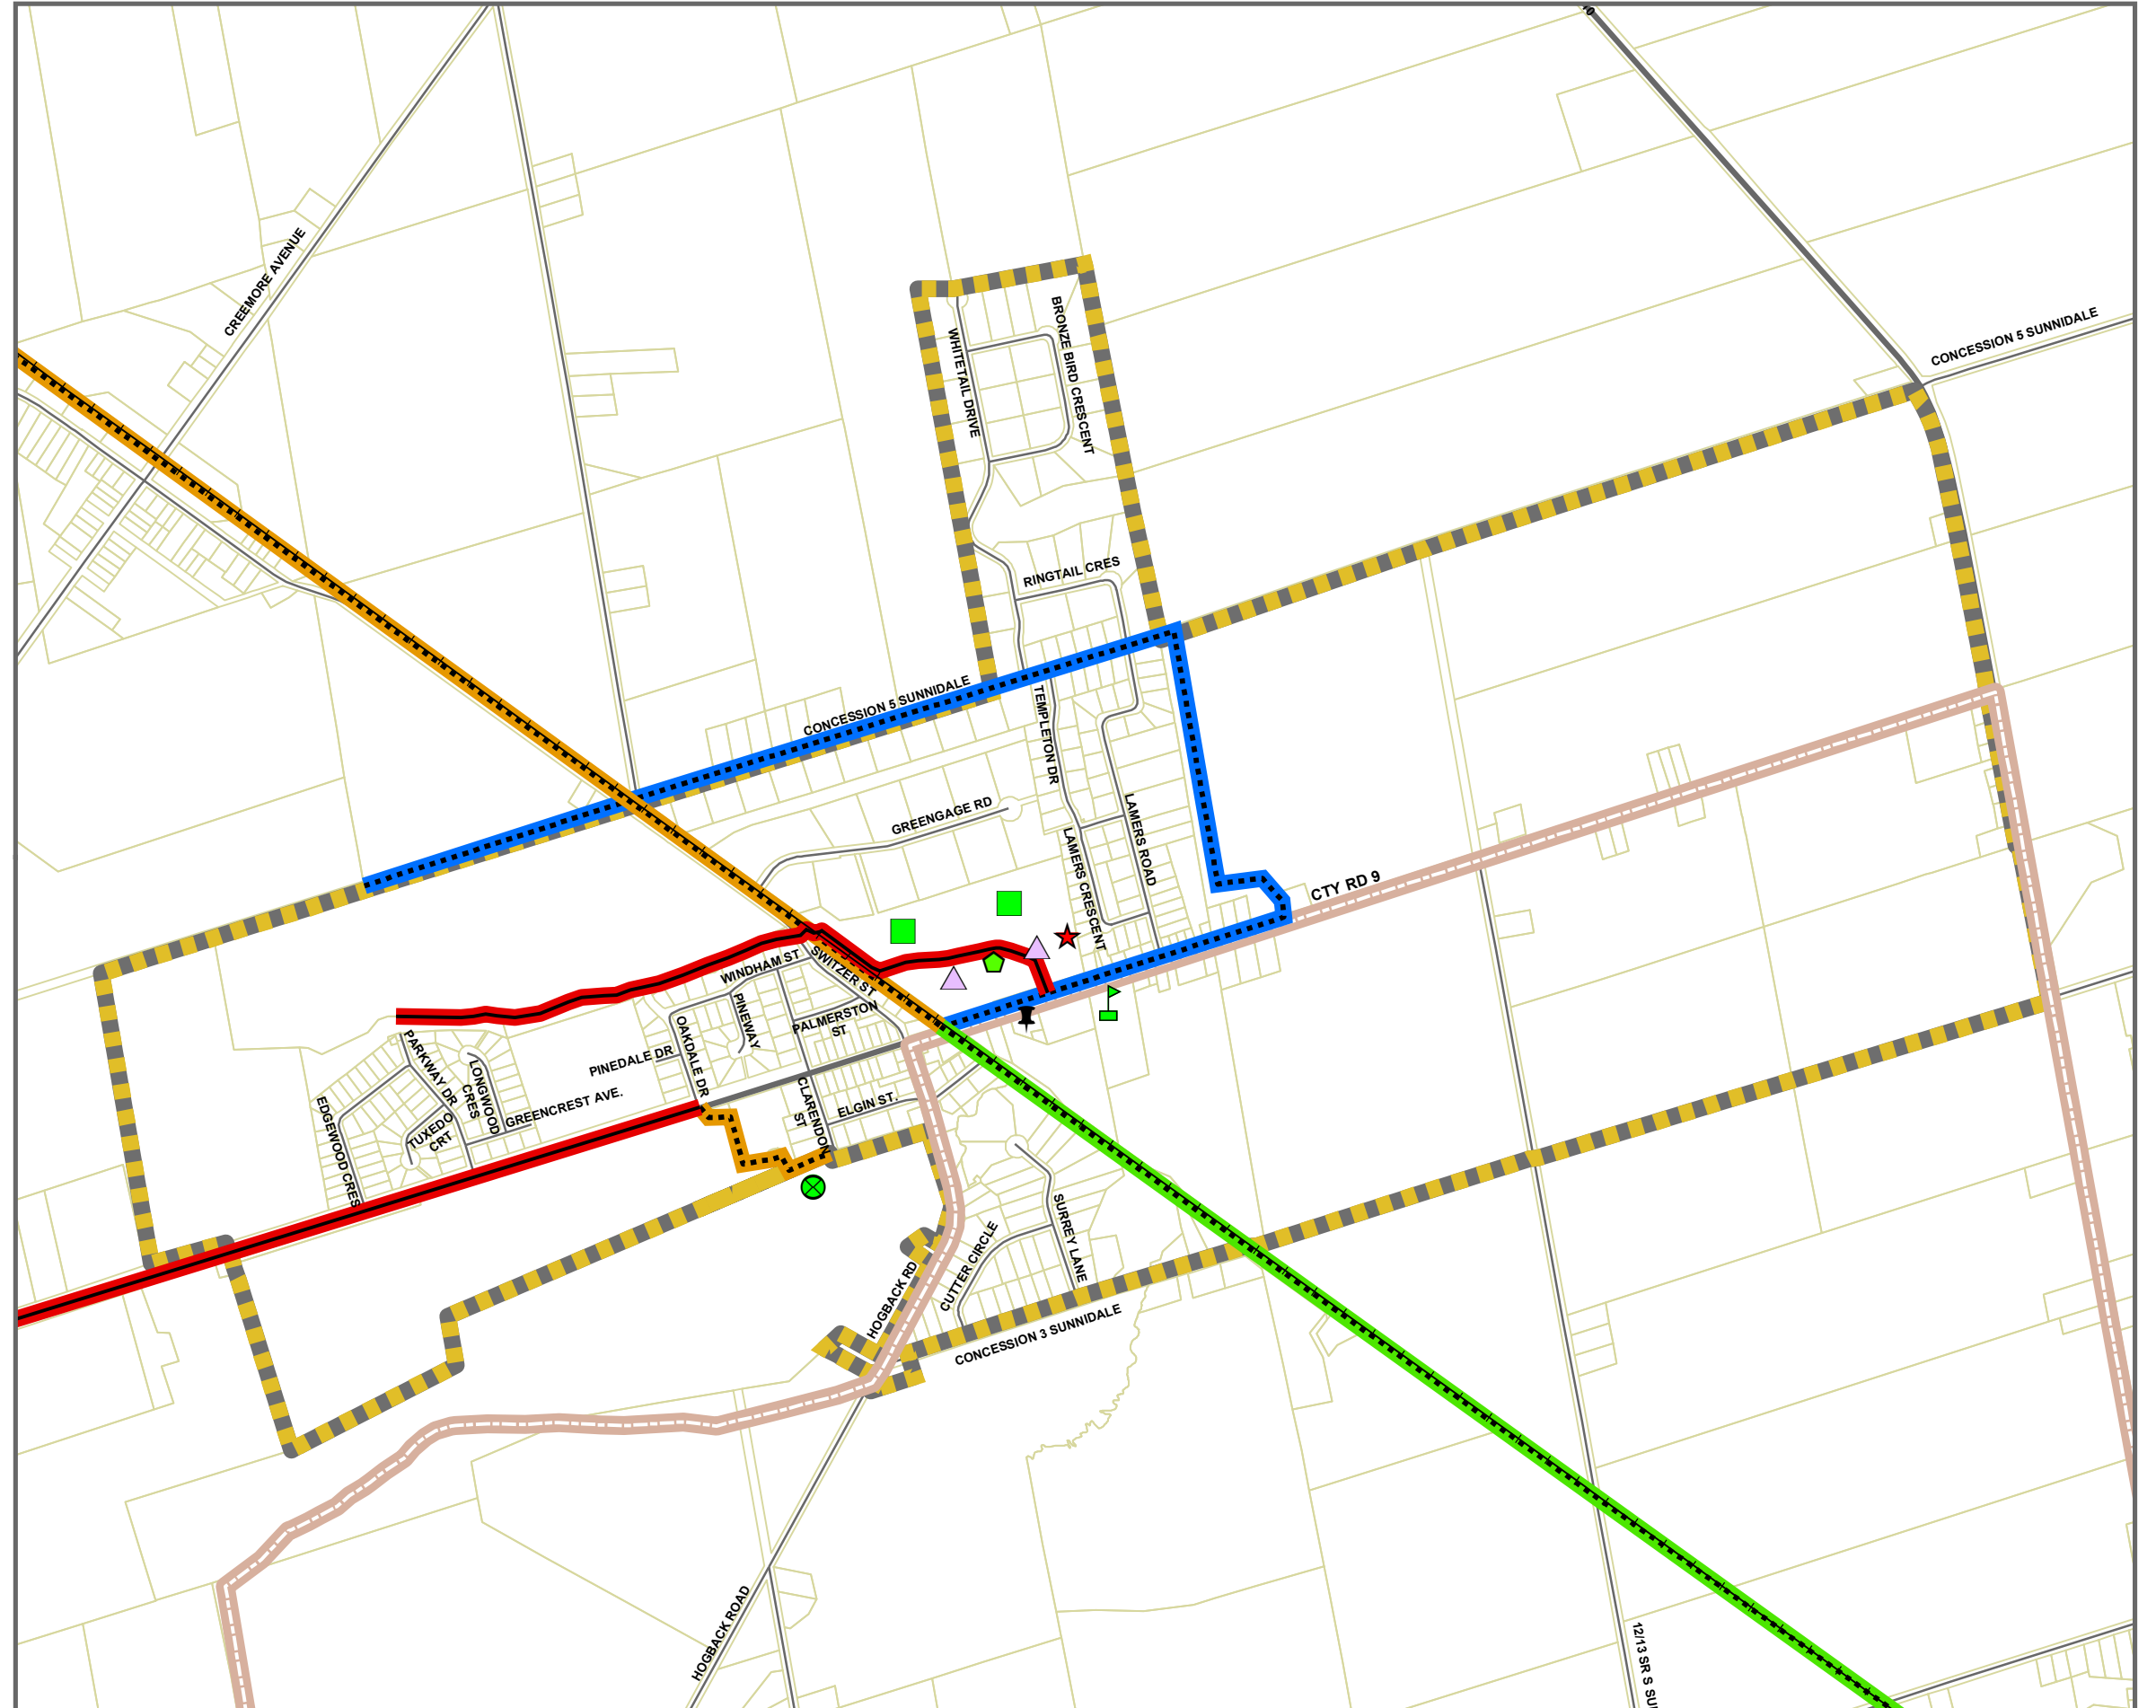 CREEMORE AVENUE
CONCESSION 5 SUNNIDALE
BRONZE BIRD CRESCENT
WHITETAIL DRIVE
RINGTAIL CRES
CONCESSION 5 SUNNIDALE
TEMPLETON DR
GREENGAGE RD
LAMERS ROAD
LAMERS CRESCENT
CTY RD 9
WINDHAM ST
SWITZER ST
PINEWAY
PALMERSTON
ST
OAKDALE DR
PINEDALE DR
PARKWAY DR
LONGWOOD
CRES
GREENCREST AVE.
TUXEDO
CRT
EDGEWOOD CRES
CLARENDON
ST
ELGIN ST.
SURREY LANE
CUTTER CIRCLE
HOGBACK RD
CONCESSION 3 SUNNIDALE
HOGBACK ROAD
12/13 SR S SU